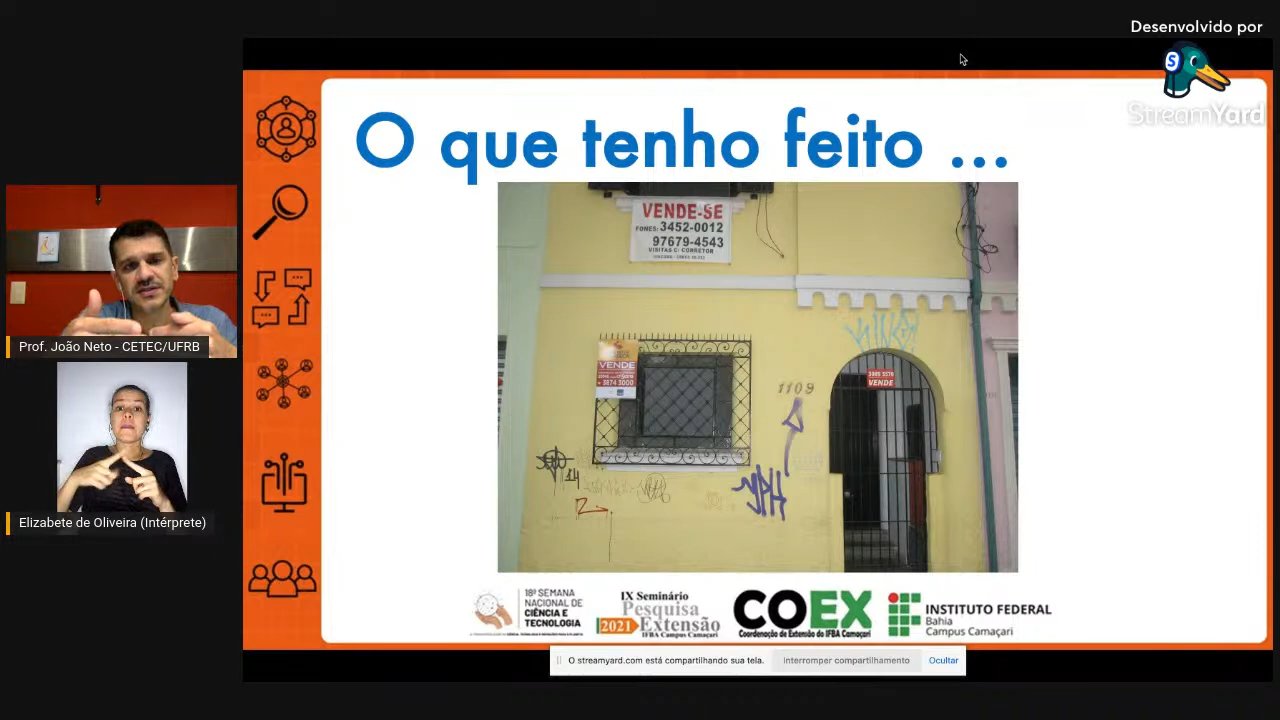 Desenvolvido por
StreamYard
O que tenho feito ...
VENDE-SE
FONES: 3452-0012
97679-4543
VISITAS C/ CORRETOR
VENDE
5874 3000
1109
VENDE
Prof. João Neto - CETEC/UFRB
Elizabete de Oliveira (Intérprete)
18ª SEMANA
NACIONAL DE
CIÊNCIA E
TECNOLOGIA
IX Seminário
Pesquisa
2021 Extensão
IFBA Campus Camaçari
COEX
Coordenação de Extensão do IFBA Camaçari
INSTITUTO FEDERAL
Bahia
Campus Camaçari
O streamyard.com está compartilhando sua tela.
Interromper compartilhamento
Ocultar